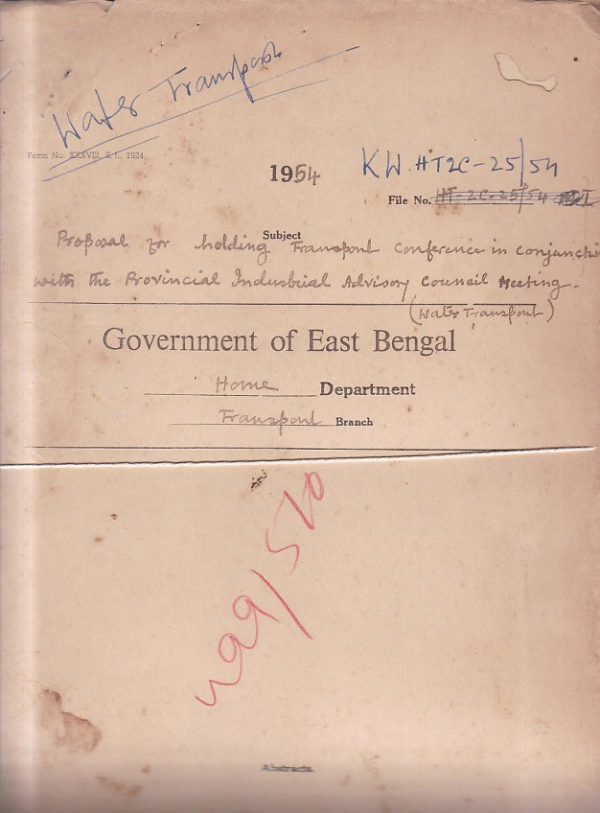 Water Transport
Form No. XXXVIII, S.1., 1924.
1954
KW. HT2C-25/54
File No. HT-2C-25/54
Subject
Proposal for holding Transport Conference in conjunction
with the Provincial Industrial Advisory Council Meeting.
(Water Transport)
Government of East Bengal
Home Department
Transport Branch
Abstracts